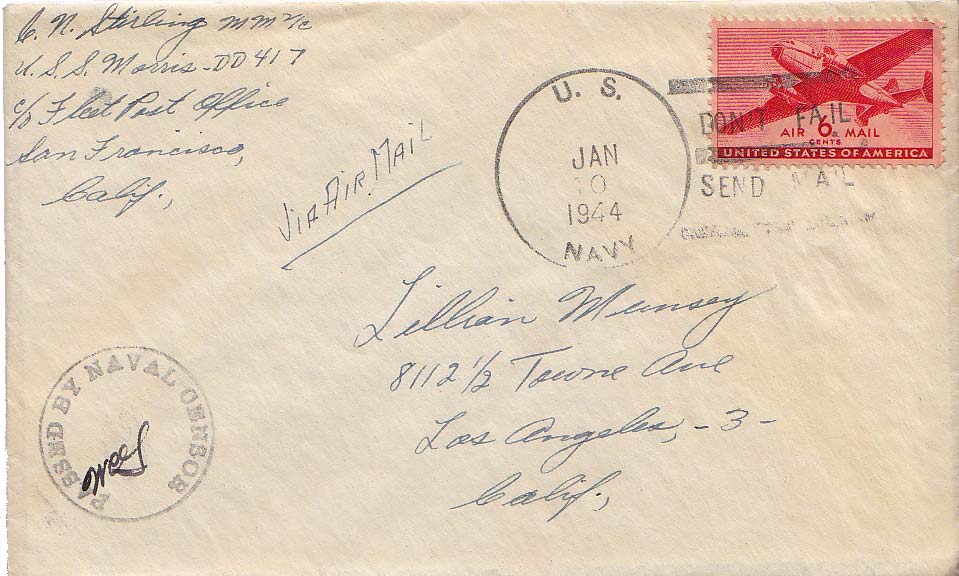 C. N. Stirling MM 2/c
U.S.S. Morris - DD 417
c/o Fleet Post Office
San Francisco,
Calif.,
VIA AIR MAIL
U. S.
JAN
10
1944
NAVY
DON'T FAIL
SEND MAIL
AIR 6 MAIL
CENTS
UNITED STATES OF AMERICA
Lillian Munsey
8112 1/2 Towne Ave
Los Angeles, -3-
Calif.,
PASSED BY NAVAL CENSOR